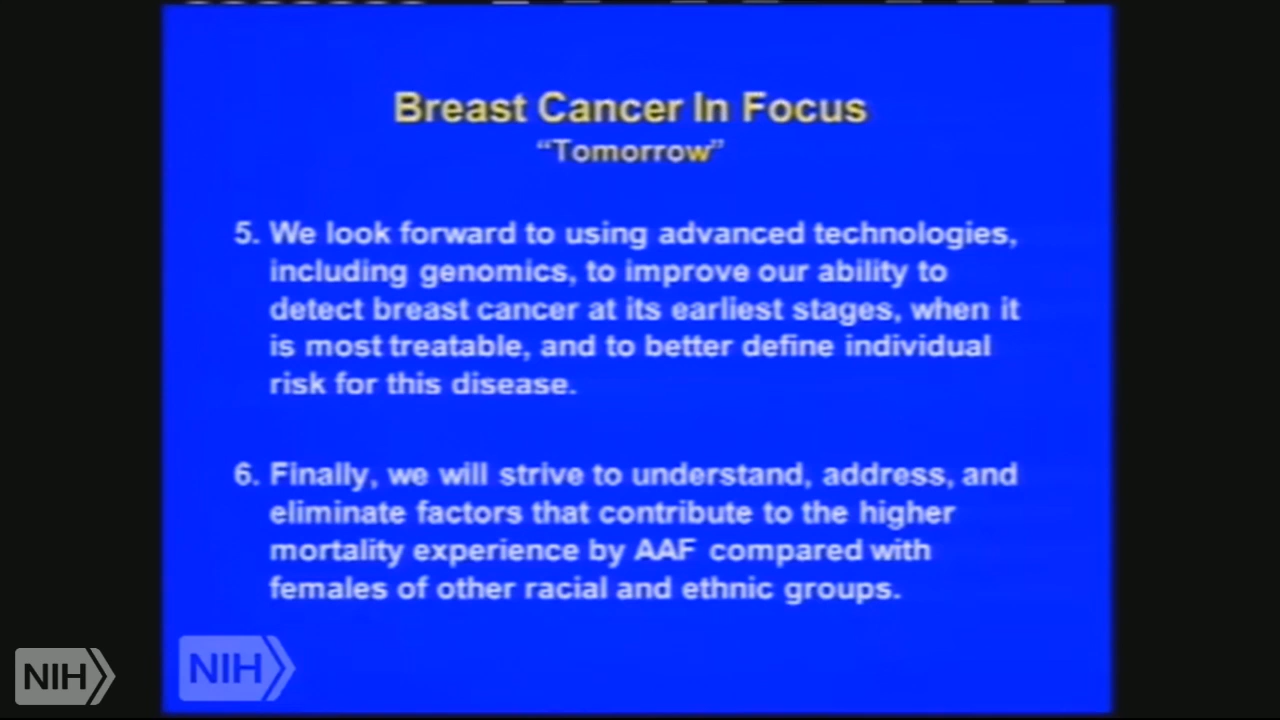 Breast Cancer In Focus
“Tomorrow”
5. We look forward to using advanced technologies,
including genomics, to improve our ability to
detect breast cancer at its earliest stages, when it
is most treatable, and to better define individual
risk for this disease.
6. Finally, we will strive to understand, address, and
eliminate factors that contribute to the higher
mortality experience by AAF compared with
females of other racial and ethnic groups.
NIH
NIH